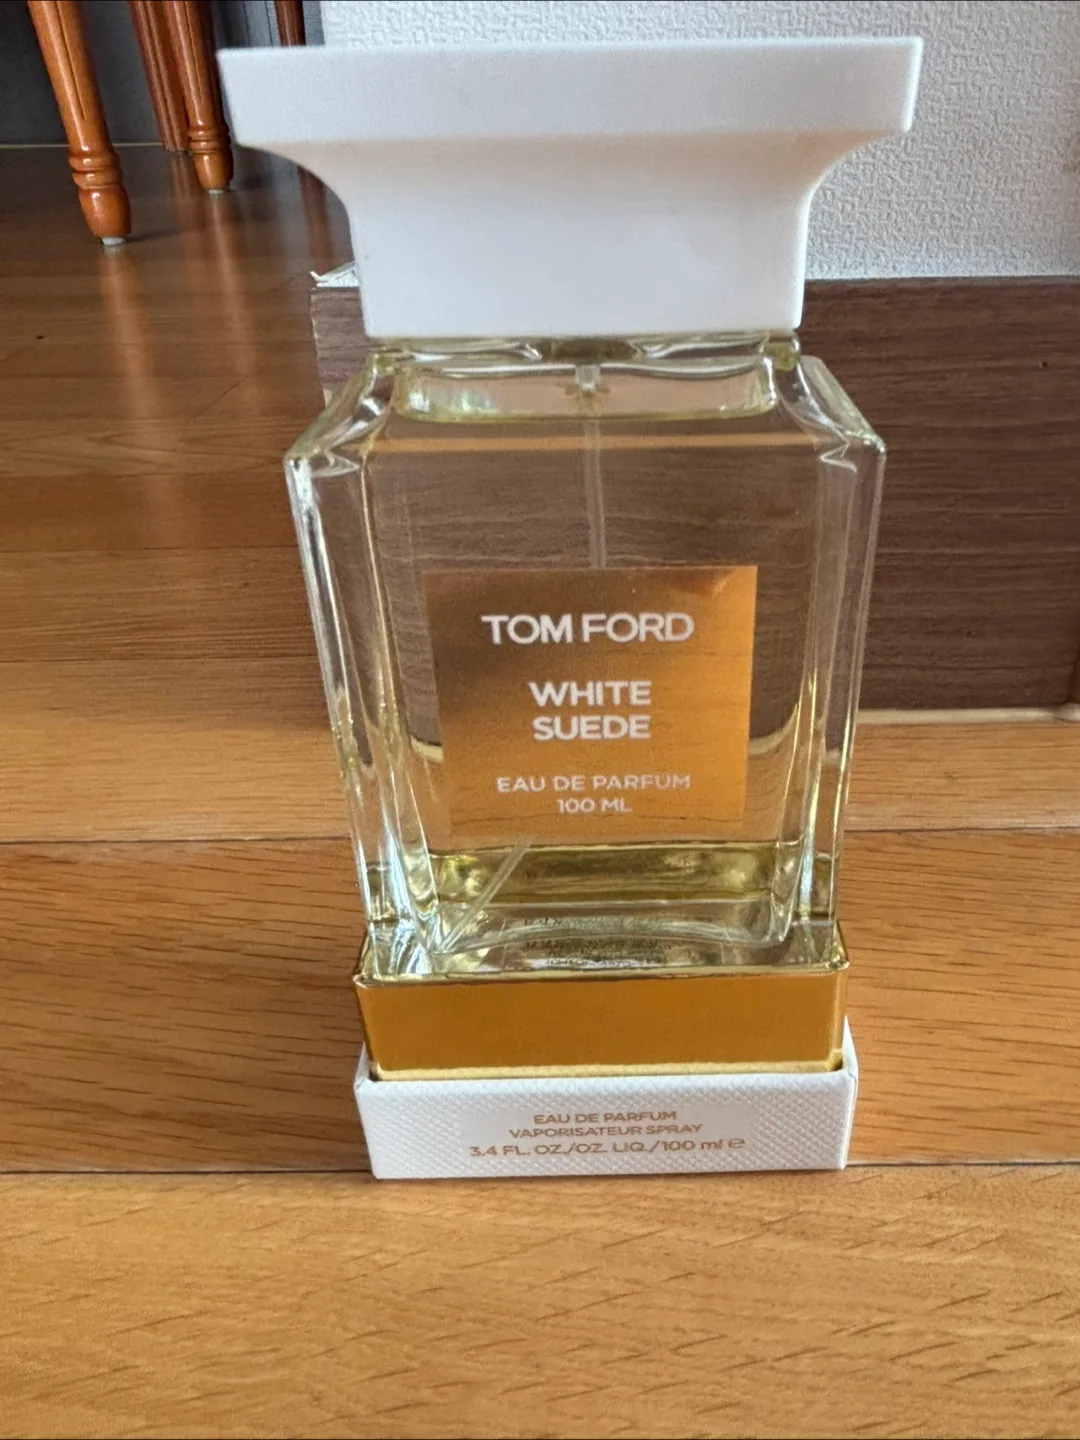 TOM FORD
WHITE
SUEDE
EAU DE PARFUM
100 ML
EAU DE PARFUM
VAPORISATEUR SPRAY
3.4 FL. OZ./OZ. LIQ./100 ml ℮